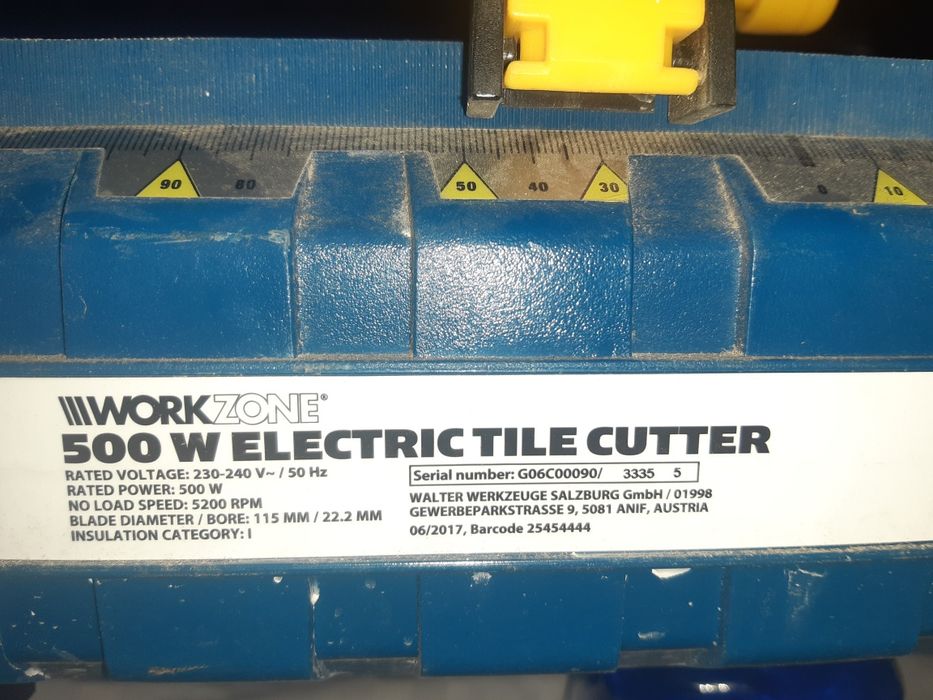 90 80 50 40 30 0 10
WORKZONE®
500 W ELECTRIC TILE CUTTER
RATED VOLTAGE: 230-240 V~ / 50 Hz
RATED POWER: 500 W
NO LOAD SPEED: 5200 RPM
BLADE DIAMETER / BORE: 115 MM / 22.2 MM
INSULATION CATEGORY: I
Serial number: G06C00090/ 3335 5
WALTER WERKZEUGE SALZBURG GmbH / 01998
GEWERBEPARKSTRASSE 9, 5081 ANIF, AUSTRIA
06/2017, Barcode 25454444